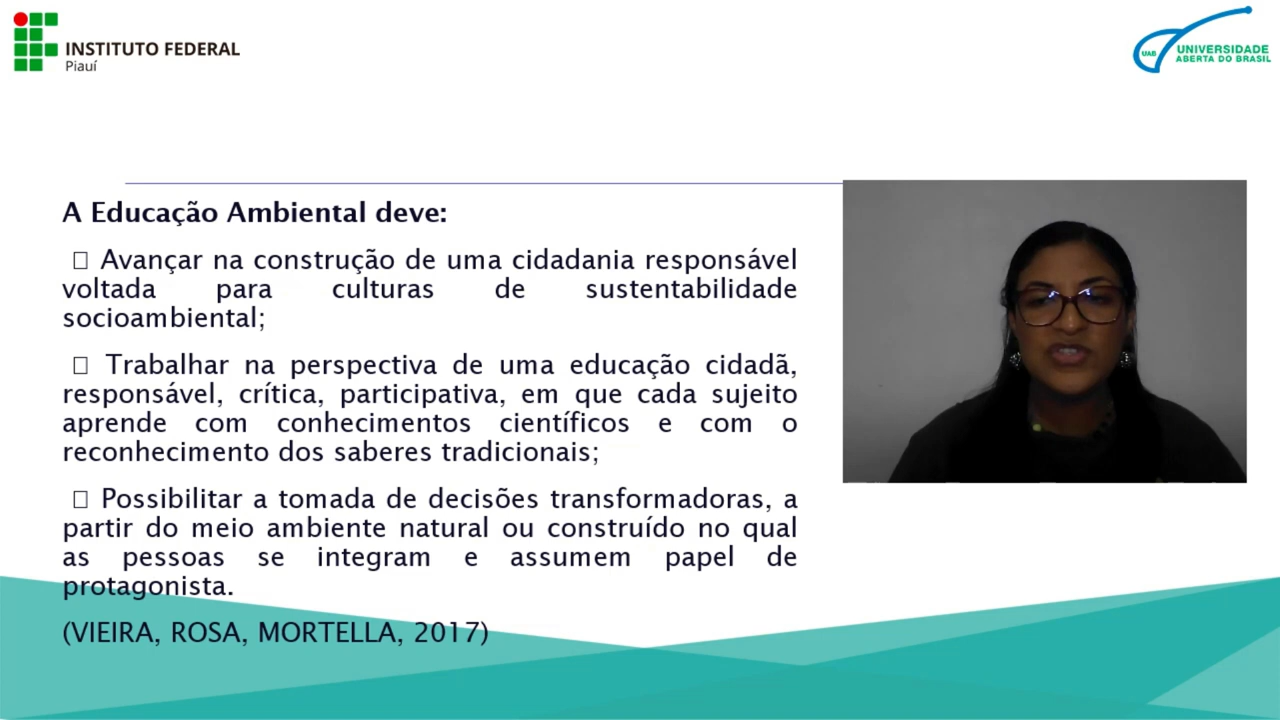 INSTITUTO FEDERAL
Piauí
UAB
UNIVERSIDADE
ABERTA DO BRASIL
A Educação Ambiental deve:
Avançar na construção de uma cidadania responsável
voltada para culturas de sustentabilidade
socioambiental;
Trabalhar na perspectiva de uma educação cidadã,
responsável, crítica, participativa, em que cada sujeito
aprende com conhecimentos científicos e com o
reconhecimento dos saberes tradicionais;
Possibilitar a tomada de decisões transformadoras, a
partir do meio ambiente natural ou construído no qual
as pessoas se integram e assumem papel de
protagonista.
(VIEIRA, ROSA, MORTELLA, 2017)